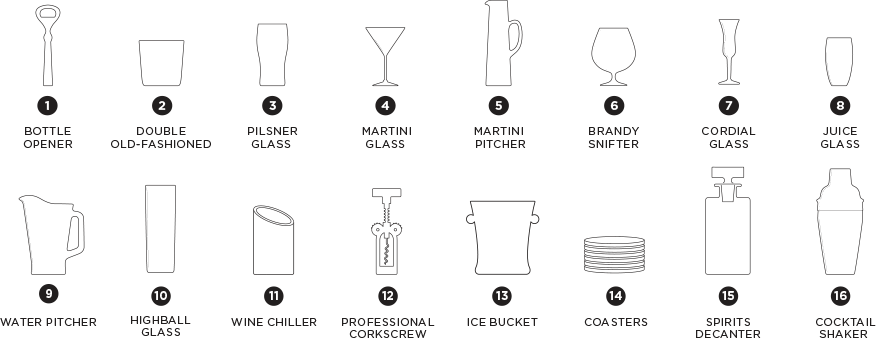 1 2 3 4 5 6 7 8
BOTTLE OPENER DOUBLE OLD-FASHIONED PILSNER GLASS MARTINI GLASS MARTINI PITCHER BRANDY SNIFTER CORDIAL GLASS JUICE GLASS
9 10 11 12 13 14 15 16
WATER PITCHER HIGHBALL GLASS WINE CHILLER PROFESSIONAL CORKSCREW ICE BUCKET COASTERS SPIRITS DECANTER COCKTAIL SHAKER